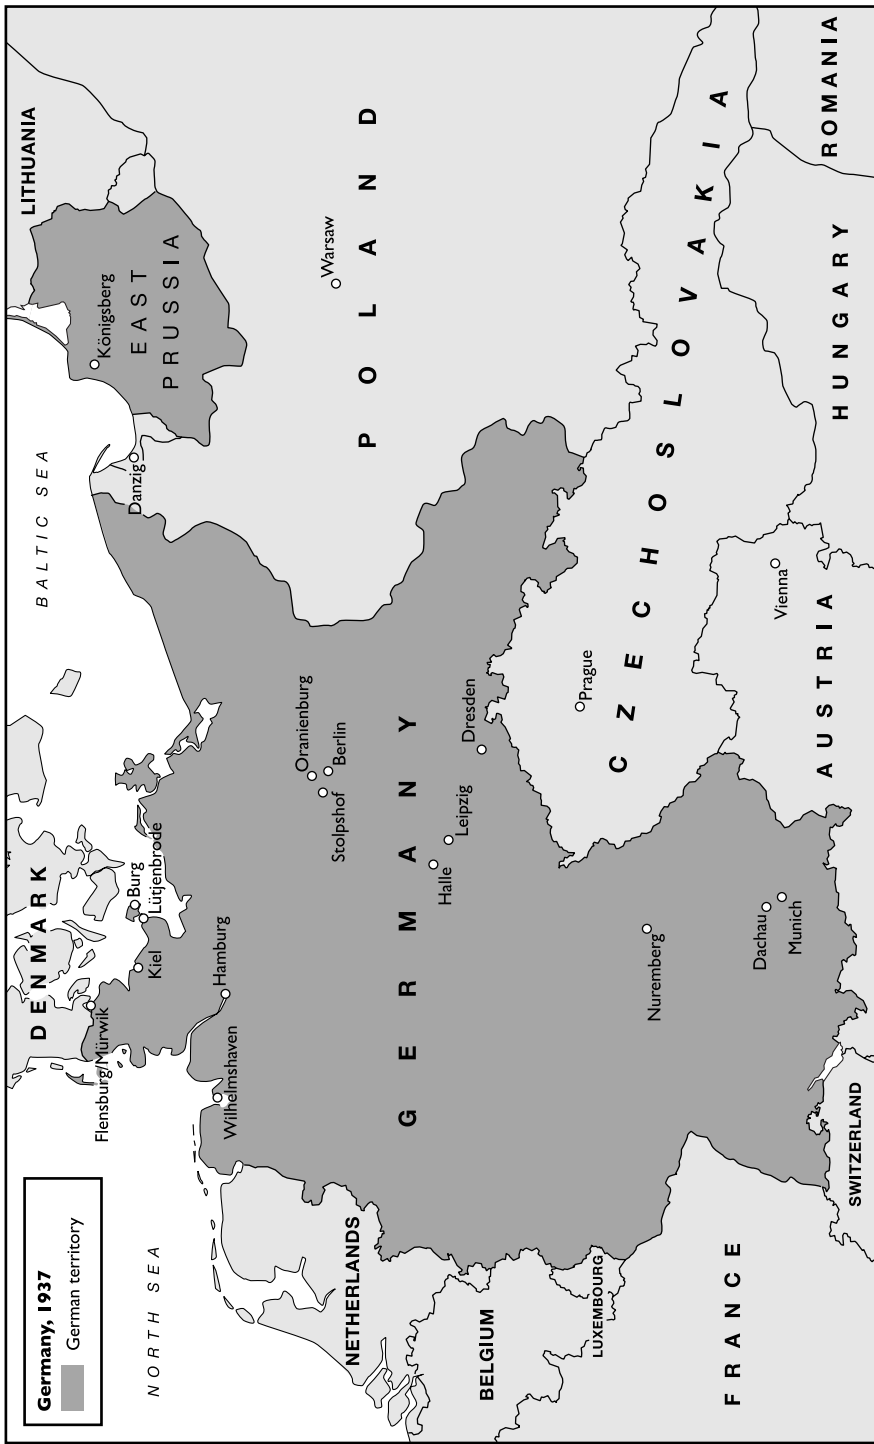 Germany, 1937
German territory
NORTH SEA
BALTIC SEA
DENMARK
LITHUANIA
Flensburg/Mürwik
Kiel
Burg
Lütjenbrode
Danzig
Königsberg
EAST
PRUSSIA
Wilhelmshaven
Hamburg
Oranienburg
Stolpshof
Berlin
Warsaw
NETHERLANDS
GERMANY
POLAND
Halle
Leipzig
Dresden
BELGIUM
LUXEMBOURG
Prague
CZECHOSLOVAKIA
Nuremberg
FRANCE
Dachau
Munich
Vienna
SWITZERLAND
AUSTRIA
HUNGARY
ROMANIA